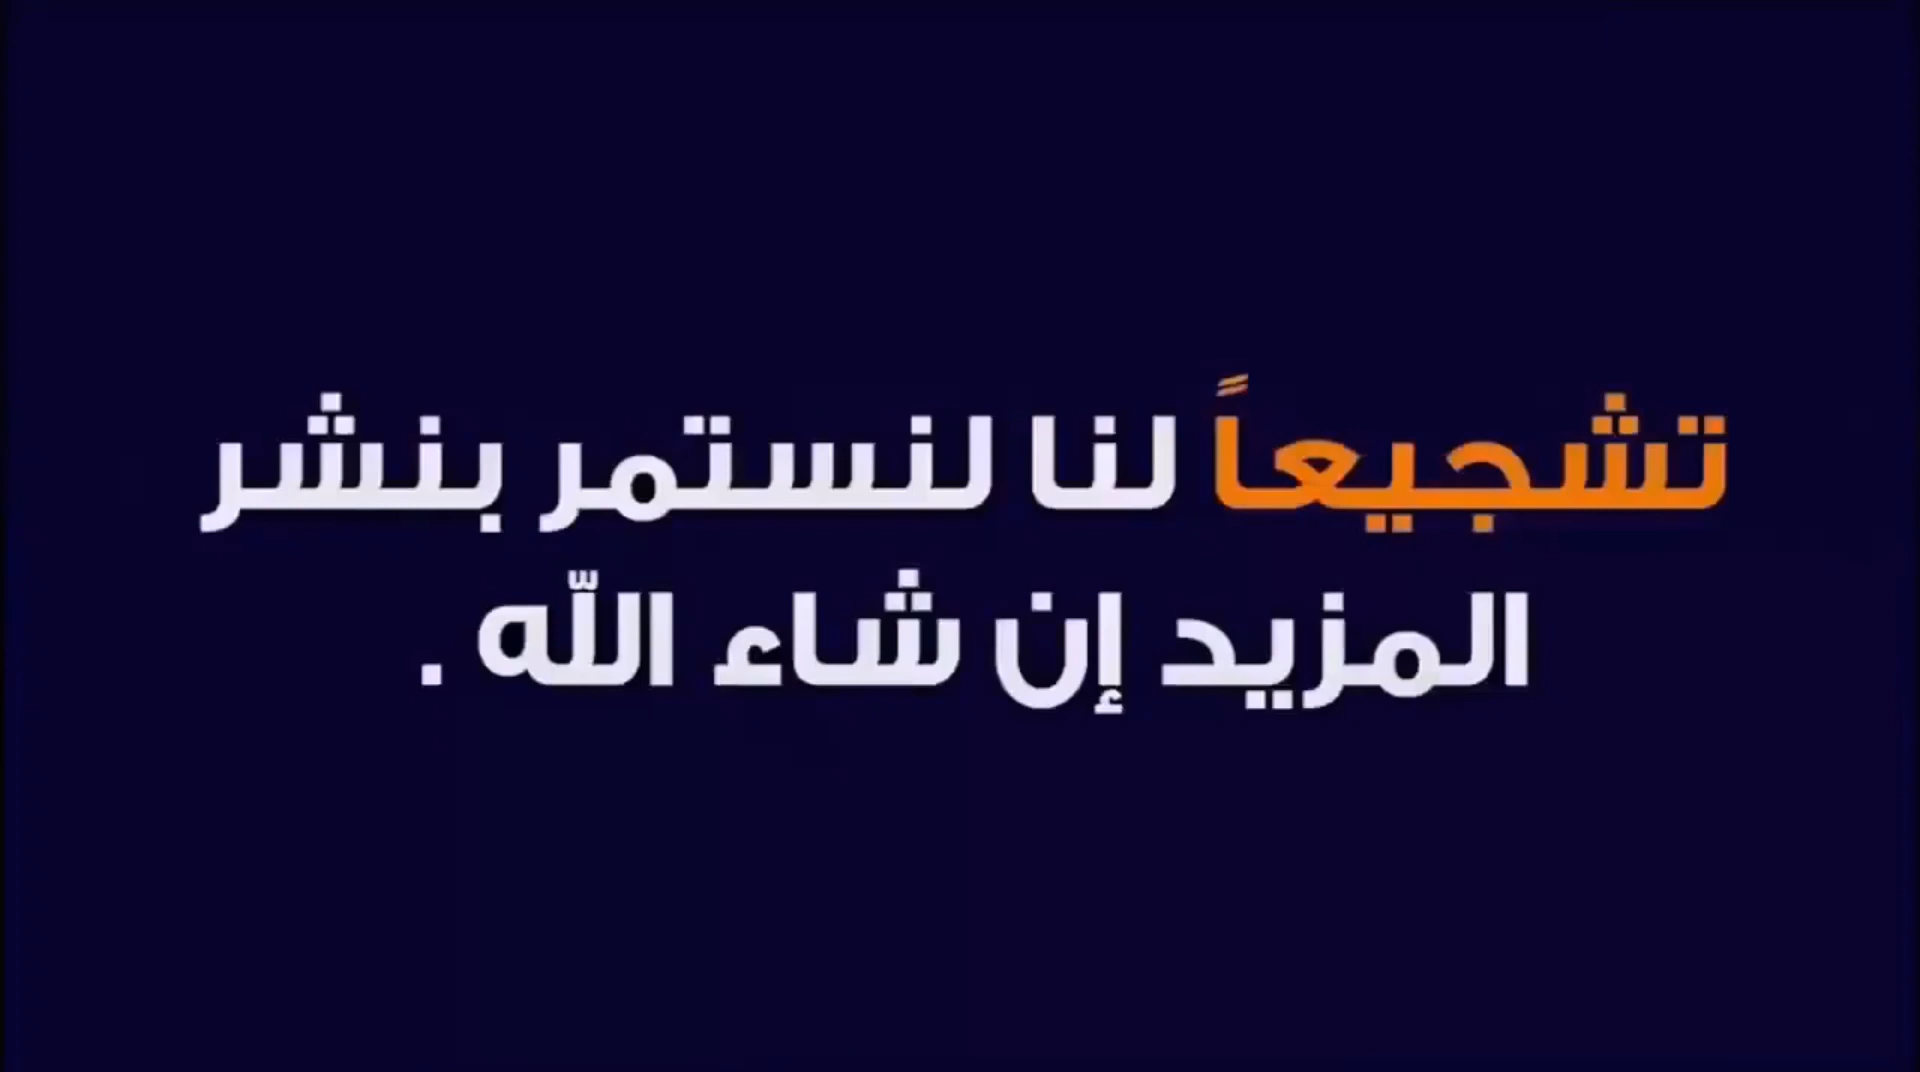 تشجيعاً لنا لنستمر بنشر
المزيد إن شاء اللّه .